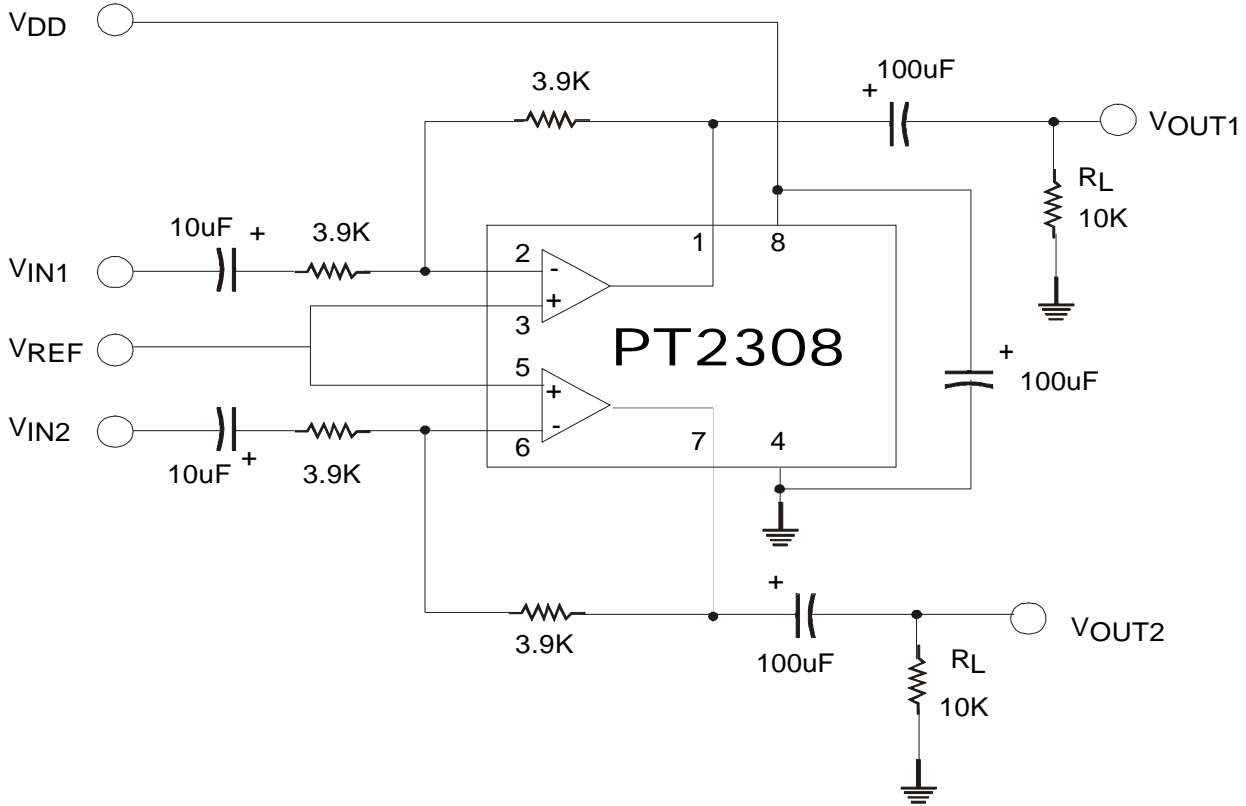 VDD
3.9K
100uF
+
VOUT1
RL
10K
10uF
+
3.9K
1
8
VIN1
2
-
+
3
VREF
PT2308
5
+
-
6
+
100uF
VIN2
7
4
10uF
+
3.9K
3.9K
+
100uF
VOUT2
RL
10K